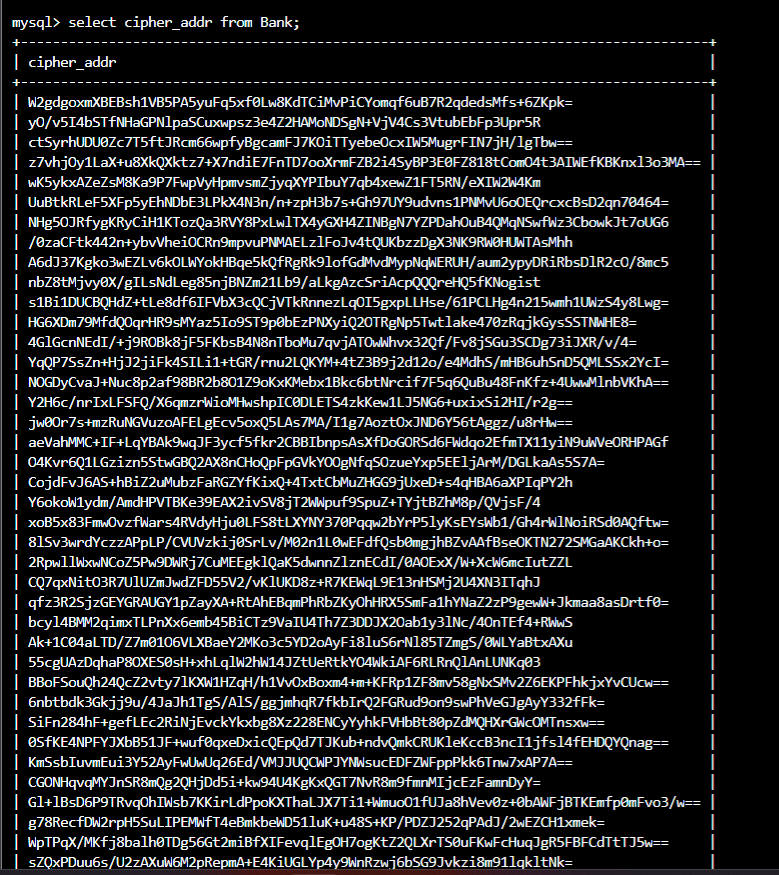 mysql> select cipher_addr from Bank;
+--------------------------------------------------------------------------------------+
| cipher_addr |
+--------------------------------------------------------------------------------------+
| W2gdgoxmXBEBsh1VB5PA5yuFq5xf0Lw8KdTCiMvPiCYomqf6uB7R2qdedsMfs+6ZKpk= |
| yO/v5I4bSTfNHaGPNlpaSCuxwpsz3e4Z2HAMoNDSgN+VjV4Cs3VtubEbFp3Upr5R |
| ctSyrhUDU0Zc7T5ftJRcm66wpfyBgcamFJ7KOiTTyebeOcxIW5MugrFIN7jH/lgTbw== |
| z7vhjOy1LaX+u8XkQXktz7+X7ndiE7FnTD7ooXrmFZB2i4SyBP3E0FZ818tComO4t3AIWEfKBKnxl3o3MA== |
| wK5ykxAZeZsM8Ka9P7FwpVyHpmvsmZjyqXYPIbuY7qb4xewZ1FT5RN/eXIW2W4Km |
| UuBtkRLeF5XFp5yEhNDbE3LPkX4N3n/n+zpH3b7s+Gh97UY9udvns1PNMvU6oOEQrcxcBsD2qn70464= |
| NHg5OJRfygKRyCiH1KTozQa3RVY8PxLwlTX4yGXH4ZINBgN7YZPDahOuB4QMqNSwfWz3CbowkJt7oUG6 |
| /0zaCFtk442n+ybvVheiOCRn9mpvuPNMAELzlFoJv4tQUKbzzDgX3NK9RW0HUWTAsMhh |
| A6dJ37Kgko3wEZLv6kOLWYokHBqe5kQfRgRk9lofGdMvdMypNqWERUH/aum2ypyDRiRbsDlR2cO/8mc5 |
| nbZ8tMjvy0X/gILsNdLeg85njBNZm21Lb9/aLkgAzcSriAcpQQQreHQ5fKNogist |
| s1Bi1DUCBQHdZ+tLe8df6IFVbX3cQCjVTkRnnezLqOI5gxpLLHse/61PCLHg4n215wmh1UWzS4y8Lwg= |
| HG6XDm79MfdQOqrHR9sMYaz5Io9ST9p0bEzPNXyiQ2OTRgNp5Twtlake470zRqjkGysSSTNWHE8= |
| 4GlGcnNEdI/+j9ROBk8jF5FKbsB4N8nTboMu7qvjATOwWhvx32Qf/Fv8jSGu3SCDg73iJXR/v/4= |
| YqQP7SsZn+HjJ2jiFk4SILi1+tGR/rnu2LQKYM+4tZ3B9j2d12o/e4MdhS/mHB6uhSnD5QMLSSx2YcI= |
| NOGDyCvaJ+Nuc8p2af98BR2b8O1Z9oKxKMebx1Bkc6btNrcif7F5q6QuBu48FnKfz+4UwwMlnbVKhA== |
| Y2H6c/nrIxLFSFQ/X6qmzrWioMHwshpIC0DLETS4zkKew1LJ5NG6+uxixSi2HI/r2g== |
| jw0Or7s+mzRuNGVuzoAFELgEcv5oxQ5LAs7MA/I1g7AoztOxJND6Y56tAggz/u8rHw== |
| aeVahMMC+IF+LqYBAk9wqJF3ycf5fkr2CBBIbnpsAsXfDoGORSd6FWdqo2EfmTX11yiN9uWVeORHPAGf |
| O4Kvr6Q1LGzizn5StwGBQ2AX8nCHoQpFpGVkYOOgNfqSOzueYxp5EEljArM/DGLkaAs5S7A= |
| CojdFvJ6AS+hBiZ2uMubzFaRGZYfKixQ+4TxtCbMuZHGG9jUxeD+s4qHBA6aXPIqPY2h |
| Y6okoW1ydm/AmdHPVTBKe39EAX2ivSV8jT2WWpuf9SpuZ+TYjtBZhM8p/QVjsF/4 |
| xoB5x83FmwOvzfWars4RVdyHju0LFS8tLXYNY370Pqqw2bYrP5lyKsEYsWb1/Gh4rWlNoiRSd0AQftw= |
| 8lSv3wrdYczzAPpLP/CVUVzkij0SrLv/M02n1L0wEFdfQsb0mgjhBZvAAfBseOKTN272SMGaAKCkh+o= |
| 2RpwllWxwNCoZ5Pw9DWRj7CuMEEgklQaK5dwnnZlznECdI/0AOExX/W+XcW6mcIutZZL |
| CQ7qxNitO3R7UlUZmJwdZFD55V2/vKlUKD8z+R7KEWqL9E13nHSMj2U4XN3ITqhJ |
| qfz3R2SjzGEYGRAUGY1pZayXA+RtAhEBqmPhRbZKyOhHRX5SmFa1hYNaZ2zP9gewW+Jkmaa8asDrtf0= |
| bcyl4BMM2qimxTLPnXx6emb45BiCTz9VaIU4Th7Z3DDJX2Oab1y3lNc/4OnTEf4+RWwS |
| Ak+1C04aLTD/Z7m01O6VLXBaeY2MKo3c5YD2oAyFi8luS6rNl85TZmgS/0WLYaBtxAXu |
| 55cgUAzDqhaP8OXES0sH+xhLqlW2hW14JZtUeRtkYO4WkiAF6RLRnQlAnLUNKq03 |
| BBoFSouQh24QcZ2vty7lKXW1HZqH/h1VvOxBoxm4+m+KFRp1ZF8mv58gNxSMv2Z6EKPFhkjxYvCUcw== |
| 6nbtbdk3Gkjj9u/4JaJh1TgS/AlS/ggjmhqR7fkbIrQ2FGRud9on9swPhVeGJgAyY332fFk= |
| SiFn284hF+gefLEc2RiNjEvckYkxbg8Xz228ENCyYyhkFVHbBt80pZdMQHXrGWcOMTnsxw== |
| 0SfKE4NPFYJXbB51JF+wuf0qxeDxicQEpQd7TJKub+ndvQmkCRUKleKccB3ncI1jfsl4fEHDQYQnag== |
| KmSsbIuvmEui3Y52AyFwUwUq26Ed/VMJJUQCWPJYNWsucEDFZWFppPkk6Tnw7xAP7A== |
| CGONHqvqMYJnSR8mQg2QHjDd5i+kw94U4KgKxQGT7NvR8m9fmnMIjcEzFamnDyY= |
| Gl+lBsD6P9TRvqOhIWsb7KKirLdPpoKXThaLJX7Ti1+WmuoO1fUJa8hVev0z+0bAWFjBTKEmfp0mFvo3/w== |
| g78RecfDW2rpH5SuLIPEMWfT4eBmkbeWD51luK+u48S+KP/PDZJ252qPAdJ/2wEZCH1xmek= |
| WpTPqX/MKfj8balh0TDg56Gt2miBfXIFevqlEgOH7ogKtZ2QLXrTS0uFKwFcHuqJgR5FBFCdTtTJ5w== |
| sZQxPDuu6s/U2zAXuW6M2pRepmA+E4KiUGLYp4y9WnRzwj6bSG9Jvkzi8m91lqkltNk= |